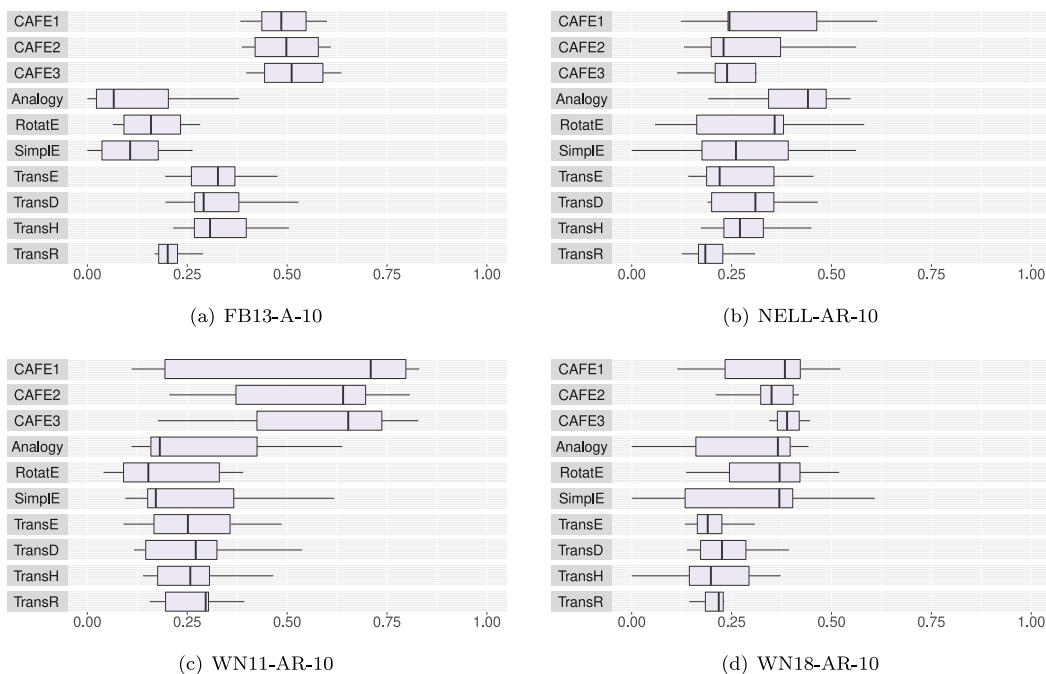 CAFE1
CAFE2
CAFE3
Analogy
RotatE
SimplE
TransE
TransD
TransH
TransR
0.00 0.25 0.50 0.75 1.00
(a) FB13-A-10
CAFE1
CAFE2
CAFE3
Analogy
RotatE
SimplE
TransE
TransD
TransH
TransR
0.00 0.25 0.50 0.75 1.00
(b) NELL-AR-10
CAFE1
CAFE2
CAFE3
Analogy
RotatE
SimplE
TransE
TransD
TransH
TransR
0.00 0.25 0.50 0.75 1.00
(c) WN11-AR-10
CAFE1
CAFE2
CAFE3
Analogy
RotatE
SimplE
TransE
TransD
TransH
TransR
0.00 0.25 0.50 0.75 1.00
(d) WN18-AR-10